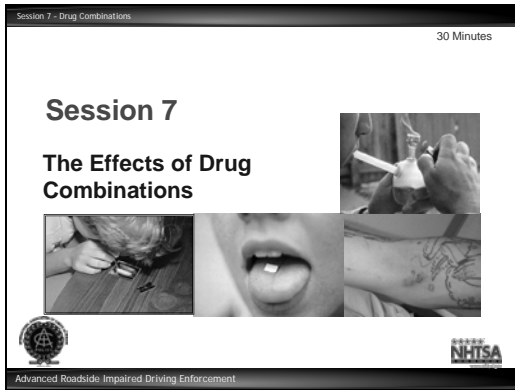 Session 7 - Drug Combinations
30 Minutes
Session 7
The Effects of Drug
Combinations
NHTSA
Advanced Roadside Impaired Driving Enforcement